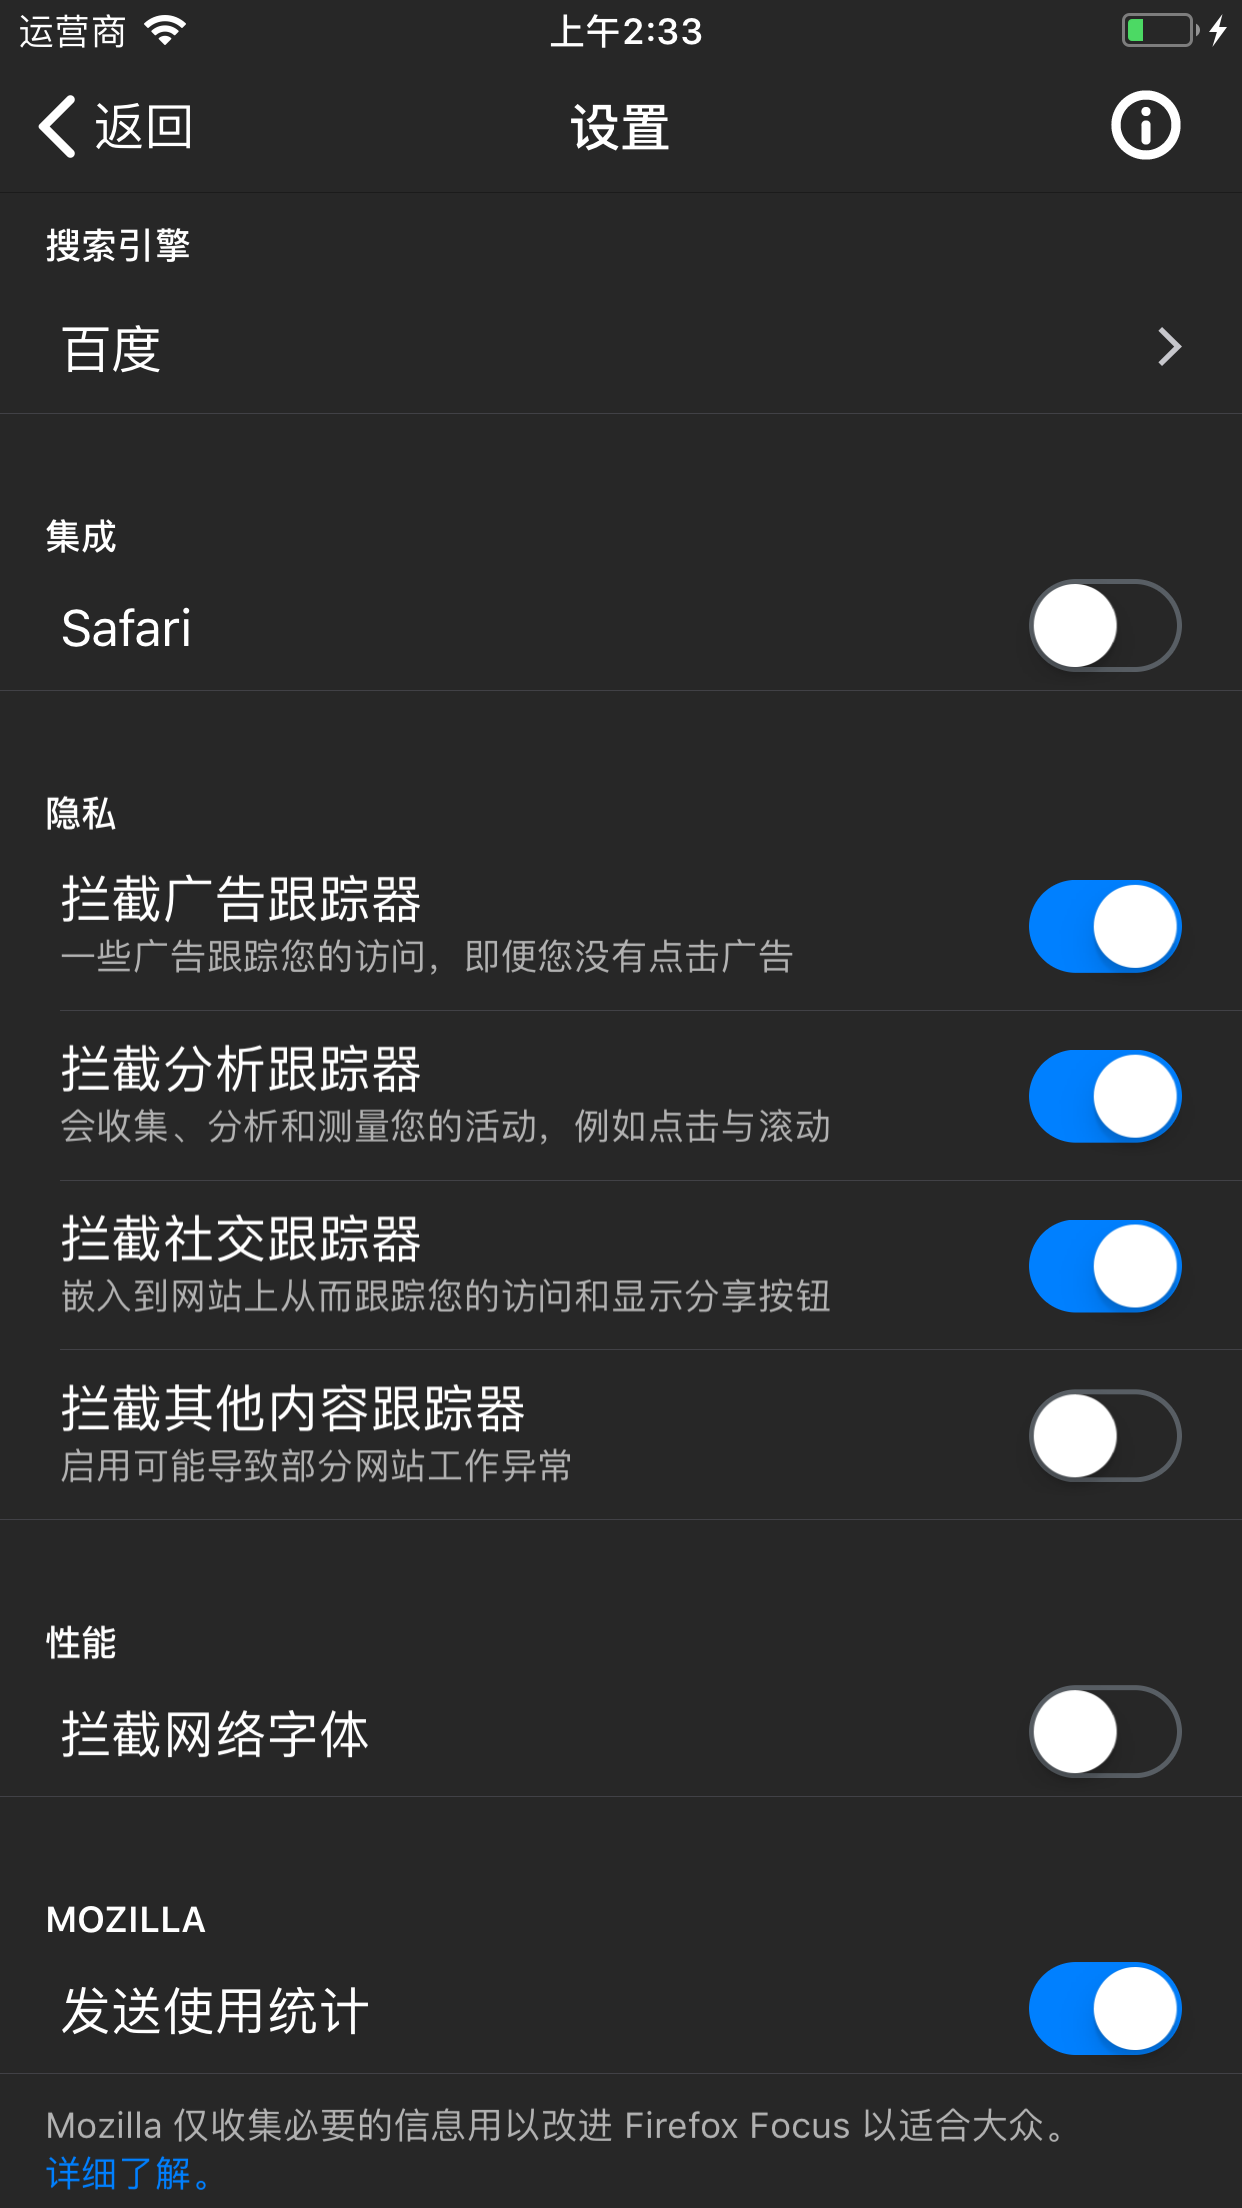 运营商
上午2:33
返回
设置
搜索引擎
百度
集成
Safari
隐私
拦截广告跟踪器
一些广告跟踪您的访问，即便您没有点击广告
拦截分析跟踪器
会收集、分析和测量您的活动，例如点击与滚动
拦截社交跟踪器
嵌入到网站上从而跟踪您的访问和显示分享按钮
拦截其他内容跟踪器
启用可能导致部分网站工作异常
性能
拦截网络字体
MOZILLA
发送使用统计
Mozilla 仅收集必要的信息用以改进 Firefox Focus 以适合大众。
详细了解。